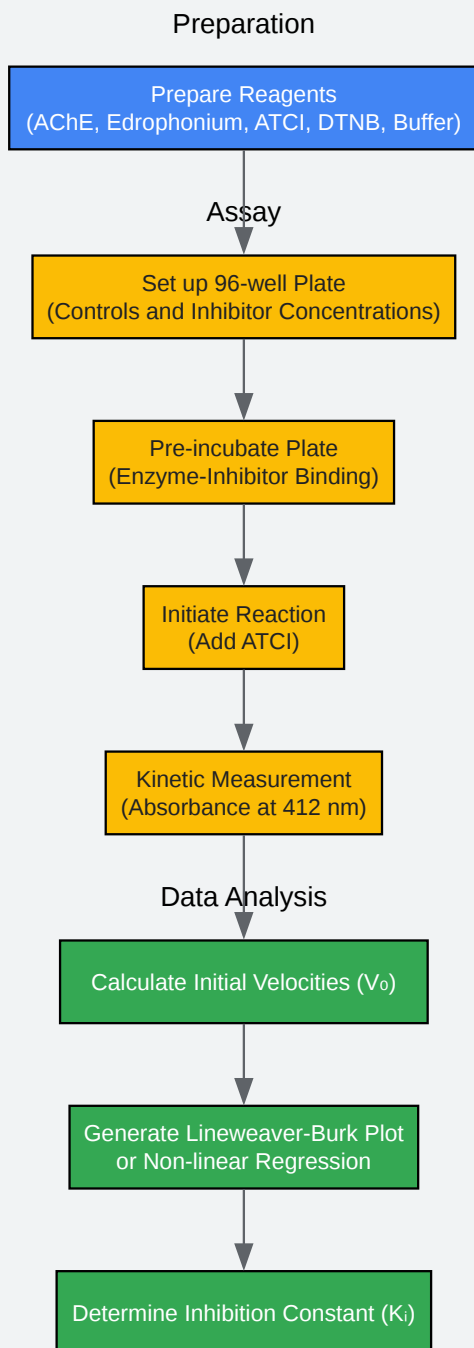 Preparation
Prepare Reagents
(AChE, Edrophonium, ATCI, DTNB, Buffer)
Assay
Set up 96-well Plate
(Controls and Inhibitor Concentrations)
Pre-incubate Plate
(Enzyme-Inhibitor Binding)
Initiate Reaction
(Add ATCI)
Kinetic Measurement
(Absorbance at 412 nm)
Data Analysis
Calculate Initial Velocities (V₀)
Generate Lineweaver-Burk Plot
or Non-linear Regression
Determine Inhibition Constant (Kᵢ)